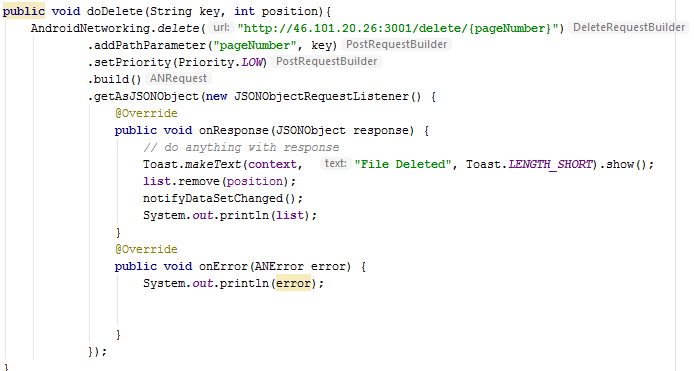 public void doDelete(String key, int position){
AndroidNetworking.delete( url: "http://46.101.20.26:3001/delete/{pageNumber}") DeleteRequestBuilder
.addPathParameter("pageNumber", key) PostRequestBuilder
.setPriority(Priority.LOW) PostRequestBuilder
.build() ANRequest
.getAsJSONObject(new JSONObjectRequestListener() {
@Override
public void onResponse(JSONObject response) {
// do anything with response
Toast.makeText(context, text: "File Deleted", Toast.LENGTH_SHORT).show();
list.remove(position);
notifyDataSetChanged();
System.out.println(list);
}
@Override
public void onError(ANError error) {
System.out.println(error);
}
});
}